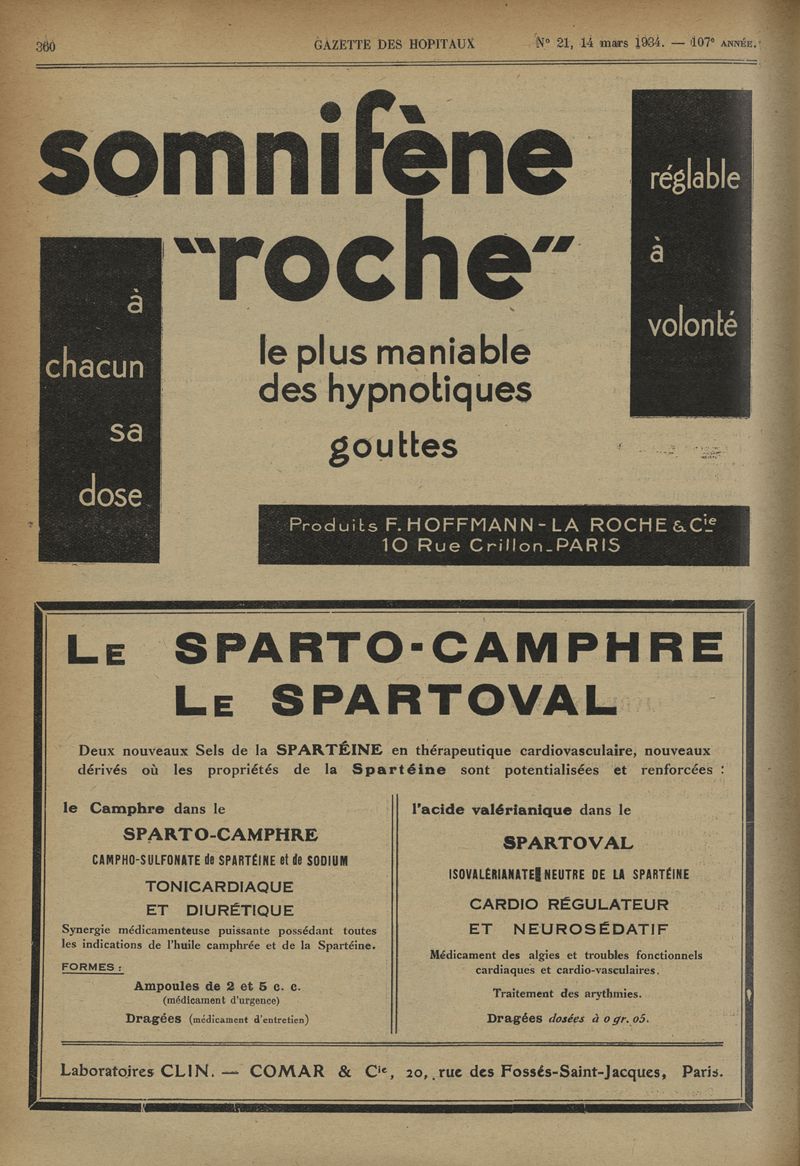 360
GAZETTE DES HOPITAUX
N° 21, 14 mars 1934. — 107e ANNÉE.
somnifène
"roche"
réglable
à
volonté
à
chacun
sa
dose
le plus maniable
des hypnotiques
gouttes
Produits F. HOFFMANN-LA ROCHE & Cie
10 Rue Crillon_PARIS
LE SPARTO-CAMPHRE
LE SPARTOVAL
Deux nouveaux Sels de la SPARTÉINE en thérapeutique cardiovasculaire, nouveaux
dérivés où les propriétés de la Spartéine sont potentialisées et renforcées :
le Camphre dans le
SPARTO-CAMPHRE
CAMPHO-SULFONATE de SPARTÉINE et de SODIUM
TONICARDIAQUE
ET DIURÉTIQUE
Synergie médicamenteuse puissante possédant toutes
les indications de l'huile camphrée et de la Spartéine.
FORMES :
Ampoules de 2 et 5 c. c.
(médicament d'urgence)
Dragées (médicament d'entretien)
l'acide valérianique dans le
SPARTOVAL
ISOVALÉRIANATE NEUTRE DE LA SPARTÉINE
CARDIO RÉGULATEUR
ET NEUROSÉDATIF
Médicament des algies et troubles fonctionnels
cardiaques et cardio-vasculaires.
Traitement des arythmies.
Dragées dosées à 0 gr. 05.
Laboratoires CLIN. — COMAR & Cie, 20, rue des Fossés-Saint-Jacques, Paris.